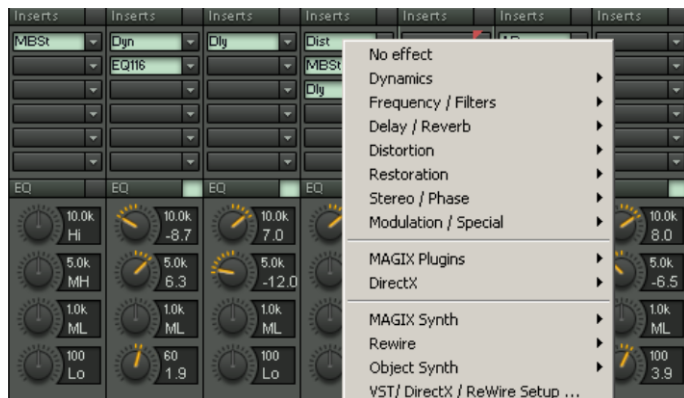 Inserts Inserts Inserts Inserts Inserts Inserts Inserts
MBSt Dyn Dly Dist
EQ116 MBSt
Dly
No effect
Dynamics
Frequency / Filters
Delay / Reverb
Distortion
Restoration
Stereo / Phase
Modulation / Special
MAGIX Plugins
DirectX
MAGIX Synth
Rewire
Object Synth
VST/ DirectX / ReWire Setup ...
EQ EQ EQ EQ
10.0k 10.0k 10.0k 10.0k
Hi -8.7 7.0 8.0
5.0k 5.0k 5.0k 5.0k
MH 6.3 -12.0 -6.5
1.0k 1.0k 1.0k 1.0k
ML ML ML ML
100 60 100 100
Lo 1.9 Lo 3.9